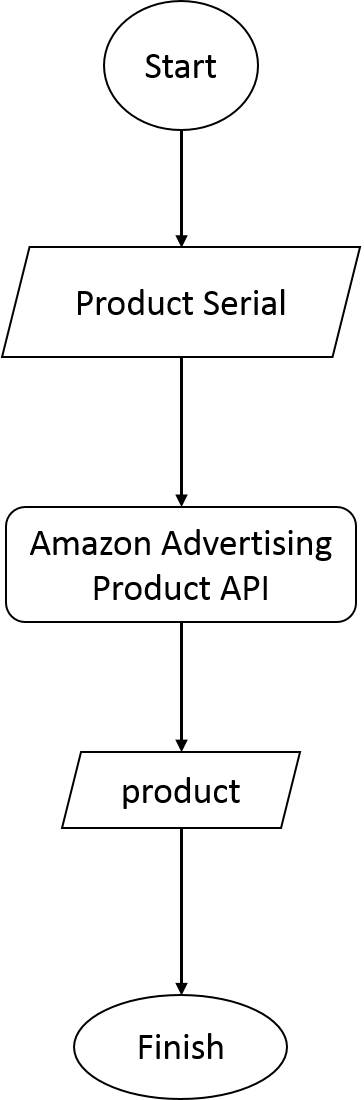 Start
Product Serial
Amazon Advertising
Product API
product
Finish